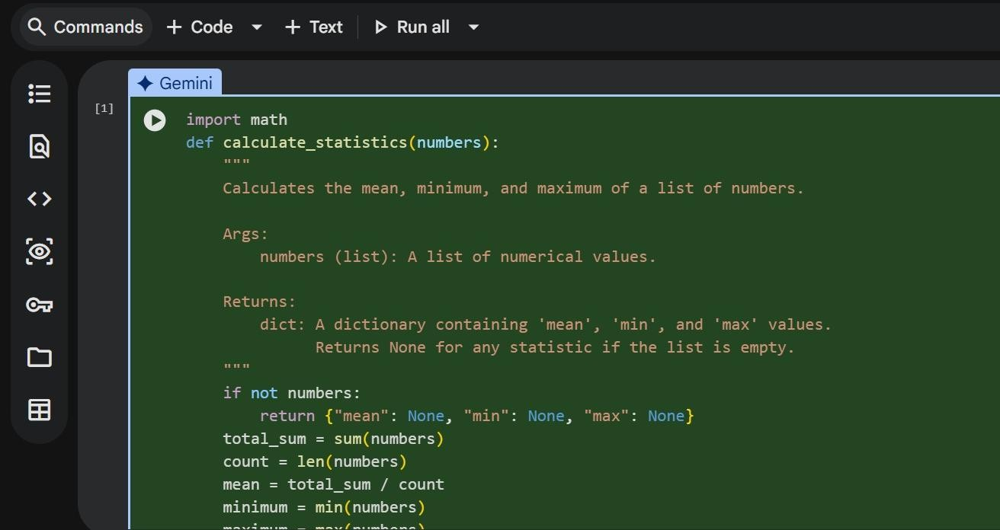 Commands + Code + Text Run all
Gemini
[1]
import math
def calculate_statistics(numbers):
    """
    Calculates the mean, minimum, and maximum of a list of numbers.
    Args:
        numbers (list): A list of numerical values.
    Returns:
        dict: A dictionary containing 'mean', 'min', and 'max' values.
              Returns None for any statistic if the list is empty.
    """
    if not numbers:
        return {"mean": None, "min": None, "max": None}
    total_sum = sum(numbers)
    count = len(numbers)
    mean = total_sum / count
    minimum = min(numbers)
    maximum = max(numbers)